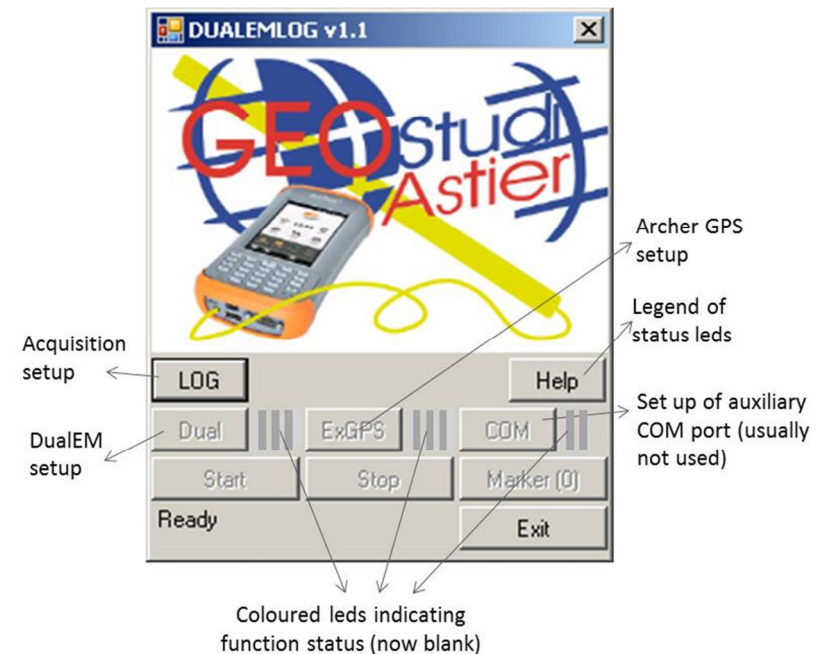 DUALEMLOG v1.1
GEO Studi
Astier
Archer GPS
setup
Legend of
status leds
Acquisition
setup
LOG
Help
Set up of auxiliary
COM port (usually
not used)
DualEM
setup
Dual
ExGPS
COM
Start
Stop
Marker (0)
Ready
Exit
Coloured leds indicating
function status (now blank)